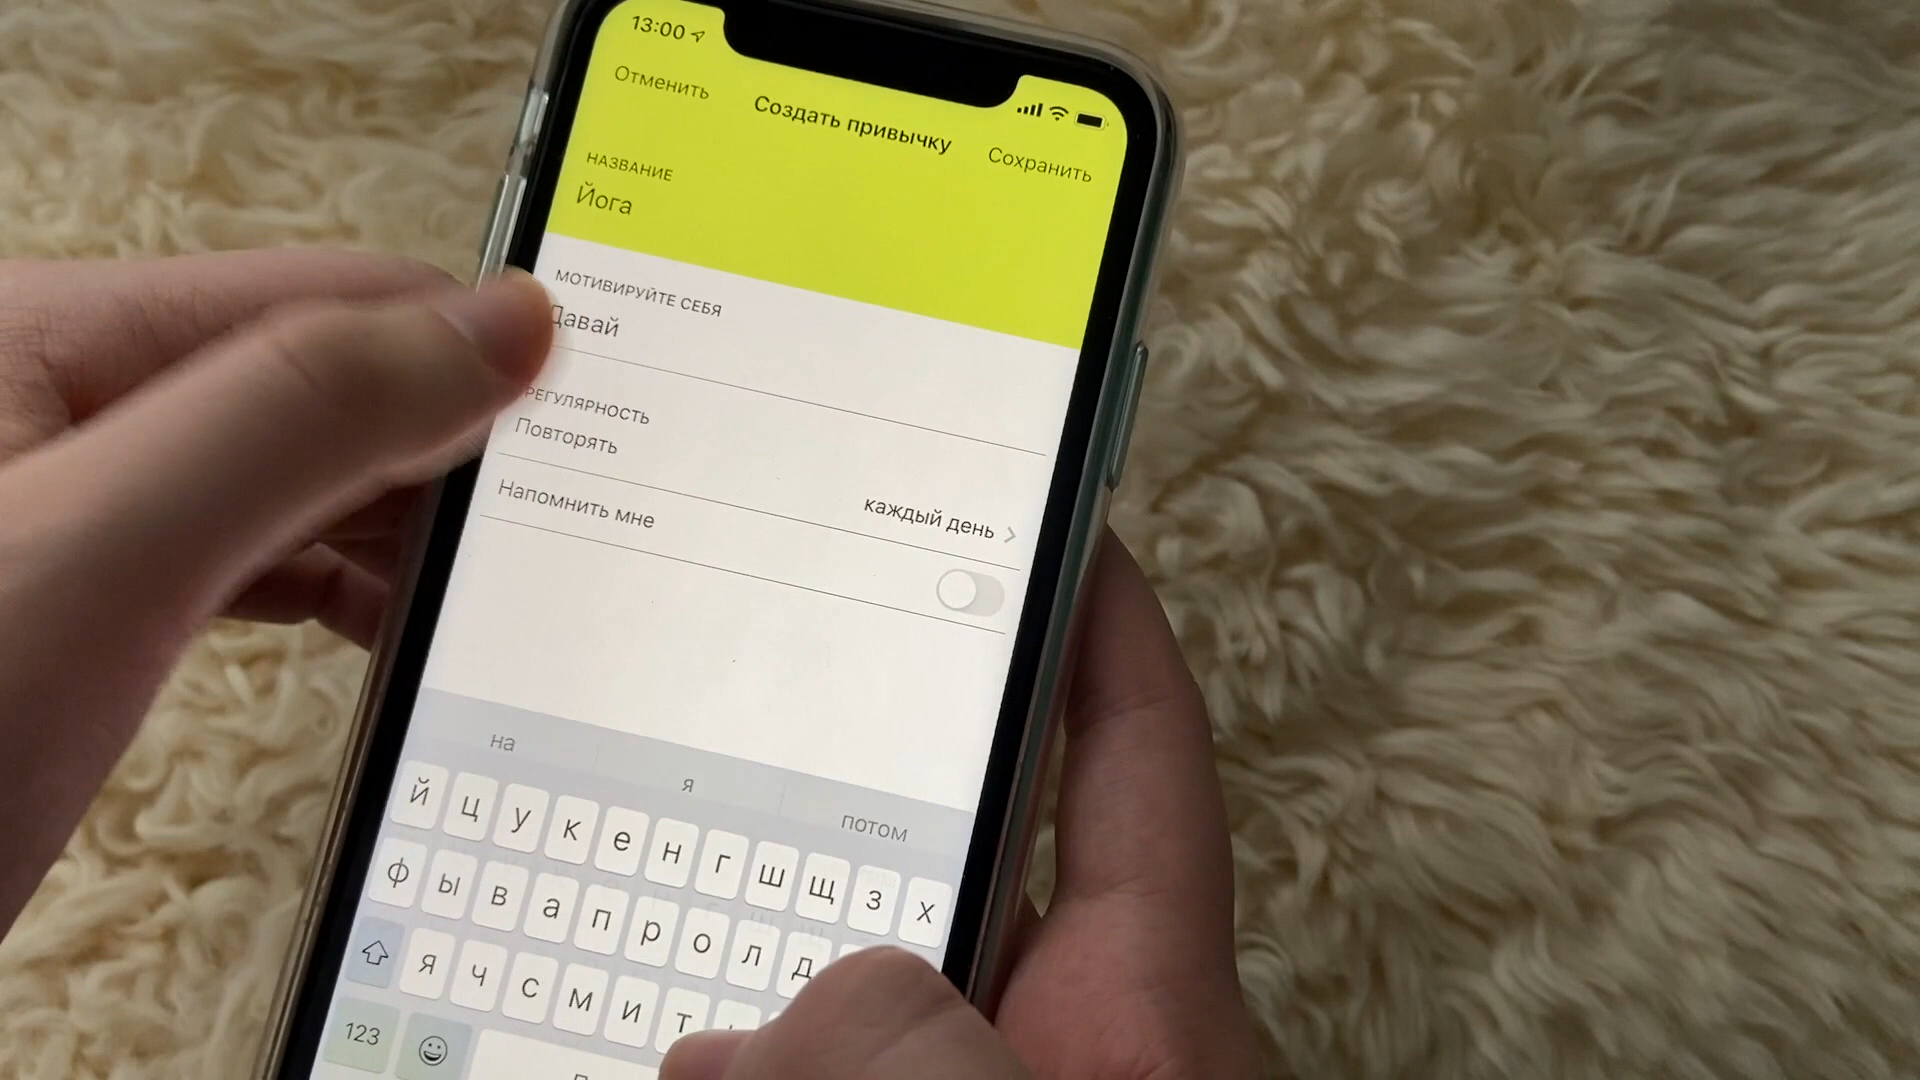 13:00
Отменить
Создать привычку
Сохранить
НАЗВАНИЕ
Йога
МОТИВИРУЙТЕ СЕБЯ
Давай
РЕГУЛЯРНОСТЬ
Повторять
каждый день
Напомнить мне
на я потом
й ц у к е н г ш щ з х
ф ы в а п р о л д
я ч с м и т
123